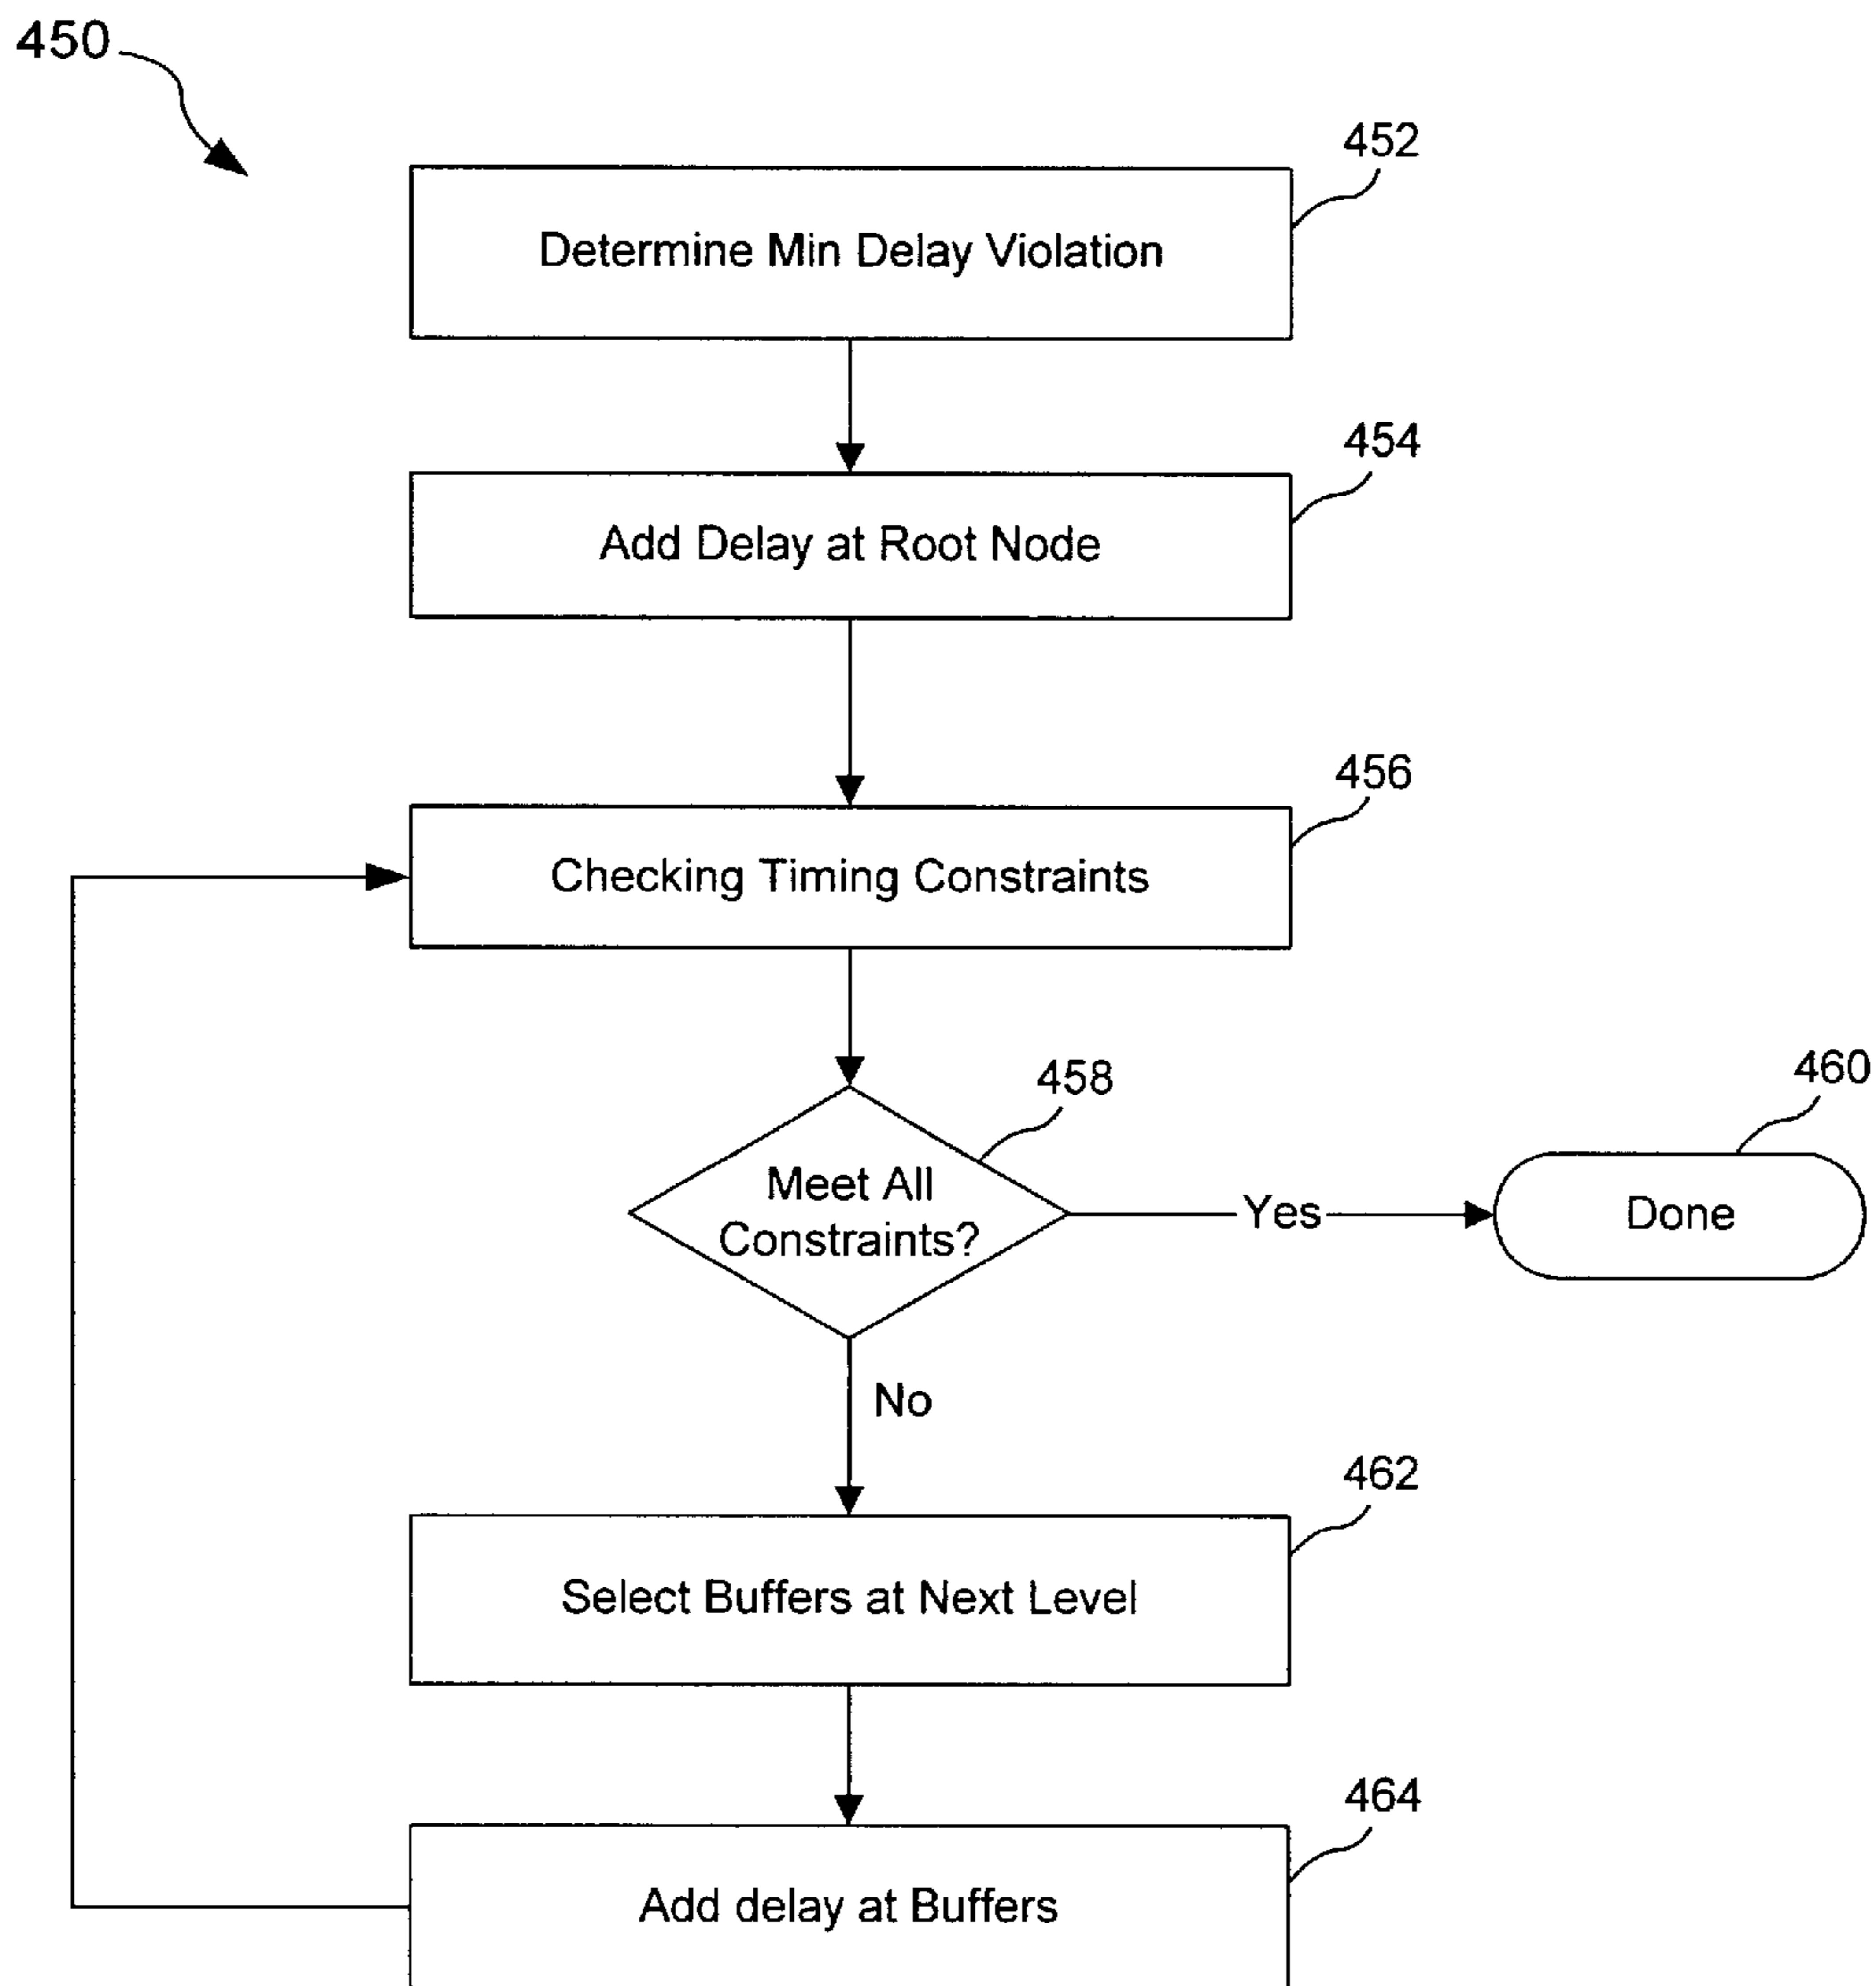 450
452
Determine Min Delay Violation
454
Add Delay at Root Node
456
Checking Timing Constraints
458
460
Meet All
Constraints?
Yes
Done
No
462
Select Buffers at Next Level
464
Add delay at Buffers